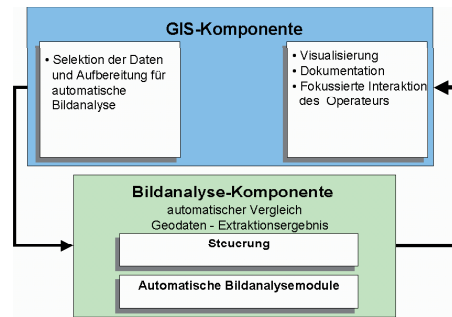 GIS-Komponente
• Selektion der Daten
und Aufbereitung für
automatische
Bildanalyse
• Visualisierung
• Dokumentation
• Fokussierte Interaktion
des Operateurs
Bildanalyse-Komponente
automatischer Vergleich
Geodaten - Extraktionsergebnis
Steuerung
Automatische Bildanalysemodule